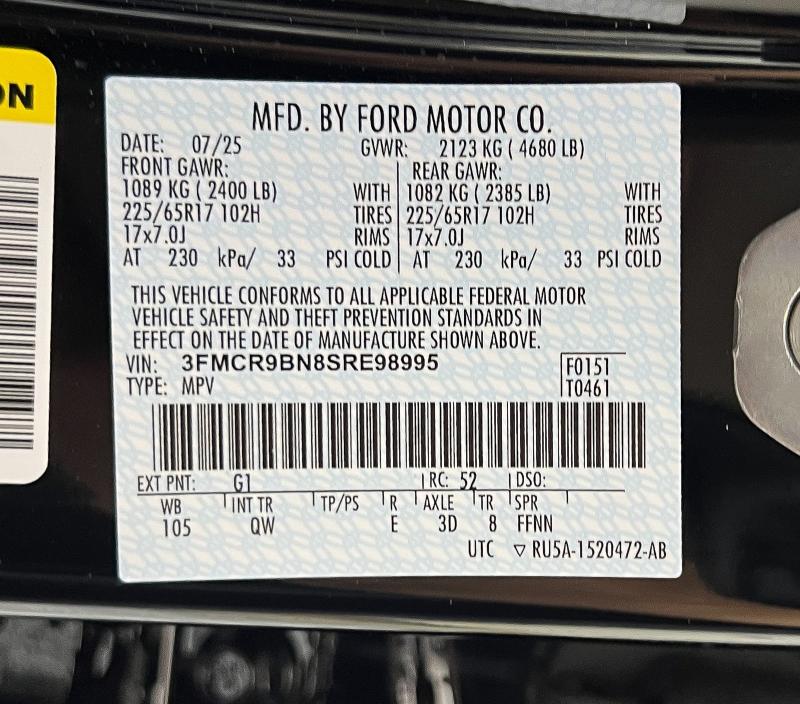 ON
MFD. BY FORD MOTOR CO.
DATE: 07/25 GVWR: 2123 KG ( 4680 LB)
FRONT GAWR: REAR GAWR:
1089 KG ( 2400 LB) WITH 1082 KG ( 2385 LB) WITH
225/65R17 102H TIRES 225/65R17 102H TIRES
17x7.0J RIMS 17x7.0J RIMS
AT 230 kPa/ 33 PSI COLD AT 230 kPa/ 33 PSI COLD
THIS VEHICLE CONFORMS TO ALL APPLICABLE FEDERAL MOTOR
VEHICLE SAFETY AND THEFT PREVENTION STANDARDS IN
EFFECT ON THE DATE OF MANUFACTURE SHOWN ABOVE.
VIN: 3FMCR9BN8SRE98995 F0151
TYPE: MPV T0461
EXT PNT: G1 RC: 52 DSO:
WB INT TR TP/PS R AXLE TR SPR
105 QW E 3D 8 FFNN
UTC ▽ RU5A-1520472-AB